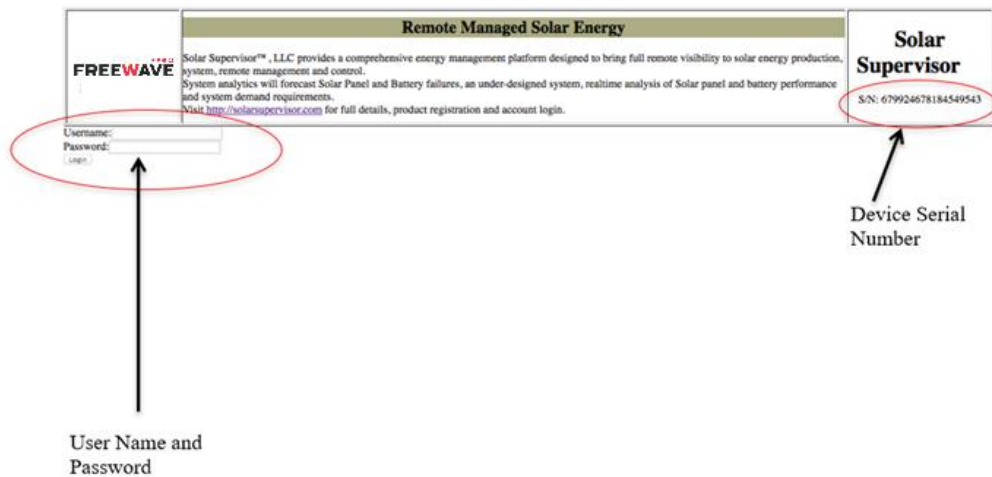 Remote Managed Solar Energy
FREEWAVE
Solar Supervisor™ , LLC provides a comprehensive energy management platform designed to bring full remote visibility to solar energy production,
system, remote management and control.
System analytics will forecast Solar Panel and Battery failures, an under-designed system, realtime analysis of Solar panel and battery performance
and system demand requirements.
Visit http://solarsupervisor.com for full details, product registration and account login.
Solar
Supervisor
S/N: 679924678184549543
Username:
Password:
Login
Device Serial
Number
User Name and
Password